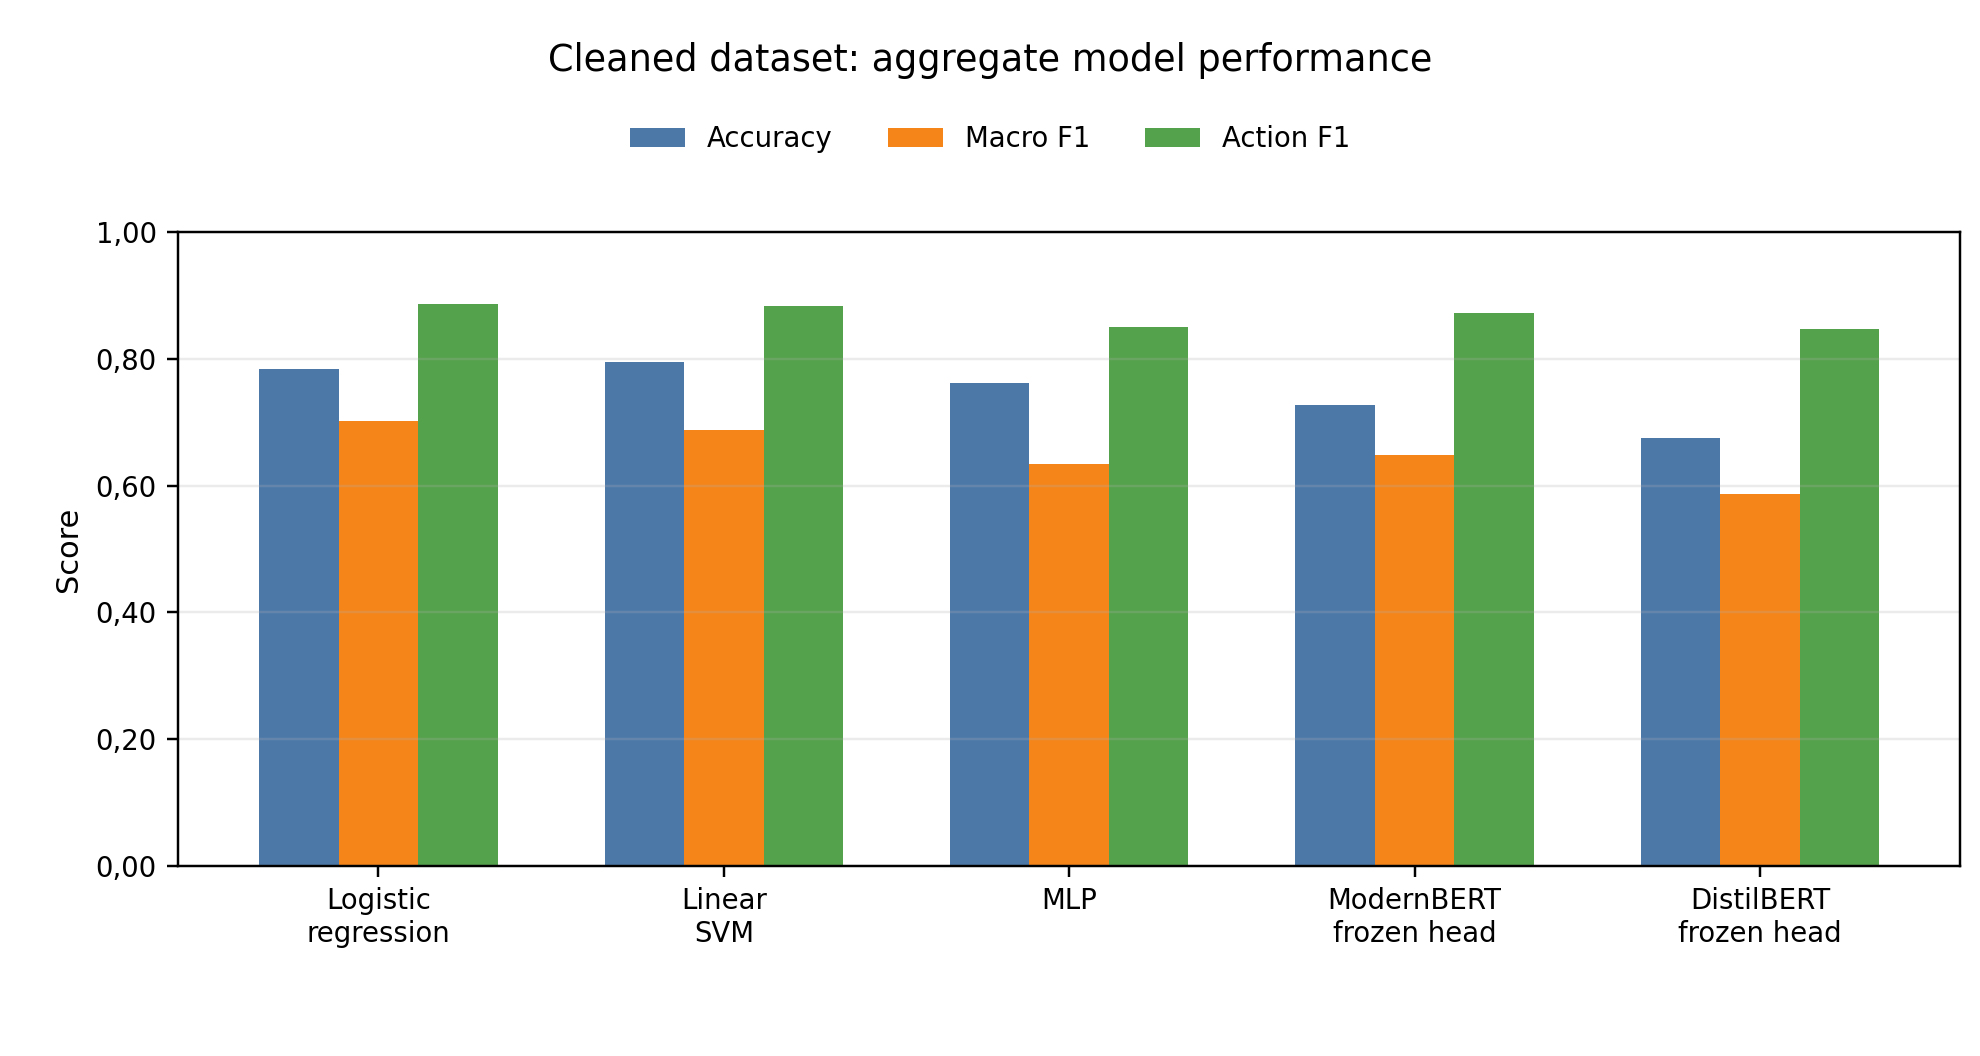 Cleaned dataset: aggregate model performance
Accuracy Macro F1 Action F1
1,00
0,80
0,60
0,40
0,20
0,00
Score
Logistic
regression
Linear
SVM
MLP
ModernBERT
frozen head
DistilBERT
frozen head